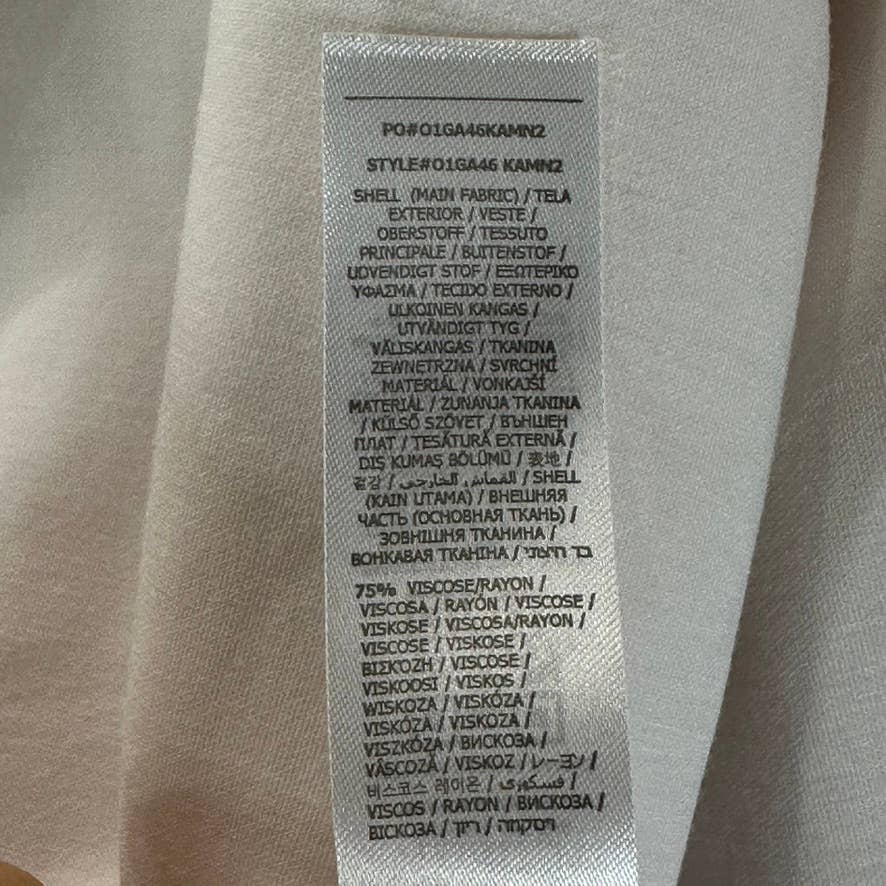 PO#O1GA46KAMN2
STYLE#O1GA46 KAMN2
SHELL (MAIN FABRIC) / TELA
EXTERIOR / VESTE /
OBERSTOFF / TESSUTO
PRINCIPALE / BUITENSTOF /
UDVENDIGT STOF / ΕΞΩΤΕΡΙΚΟ
ΥΦΑΣΜΑ / TECIDO EXTERNO /
ULKOINEN KANGAS /
UTVÄNDIGT TYG /
VÄLISKANGAS / TKANINA
ZEWNETRZNA / SVRCHNÍ
MATERIÁL / VONKAJŠÍ
MATERIÁL / ZUNANJA TKANINA
/ KÜLSŐ SZÖVET / ВЪНШЕН
ПЛАТ / TESĂTURĂ EXTERNĂ /
DIŞ KUMAŞ BÖLÜMÜ / 表地 /
겉감 / القماش الخارجي / SHELL
(KAIN UTAMA) / ВНЕШНЯЯ
ЧАСТЬ (ОСНОВНАЯ ТКАНЬ) /
ЗОВНІШНЯ ТКАНИНА /
ВОНКАВАЯ ТКАНІНА / בד חיצוני
75% VISCOSE/RAYON /
VISCOSA / RAYÓN / VISCOSE /
VISKOSE / VISCOSA/RAYON /
VISCOSE / VISKOSE /
ΒΙΣΚΌΖΗ / VISCOSE /
VISKOOSI / VISKOS /
WISKOZA / VISKÓZA /
VISKÓZA / VISKOZA /
VISZKÓZA / ВИСКОЗА /
VÂSCOZĂ / VISKOZ / レーヨン /
비스코스 레이온 / فسكوزي /
VISCOS / RAYON / ВИСКОЗА /
ВІСКОЗА / ויסקוזה / ריון